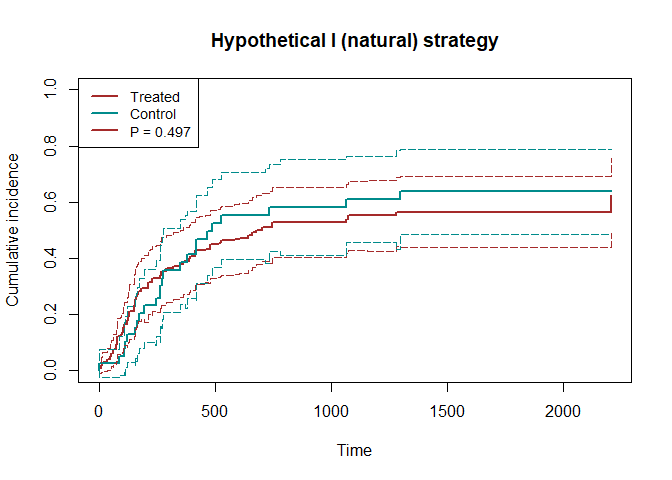 Hypothetical I (natural) strategy
Treated
Control
P = 0.497
Cumulative incidence
1.0
0.8
0.6
0.4
0.2
0.0
0 500 1000 1500 2000
Time